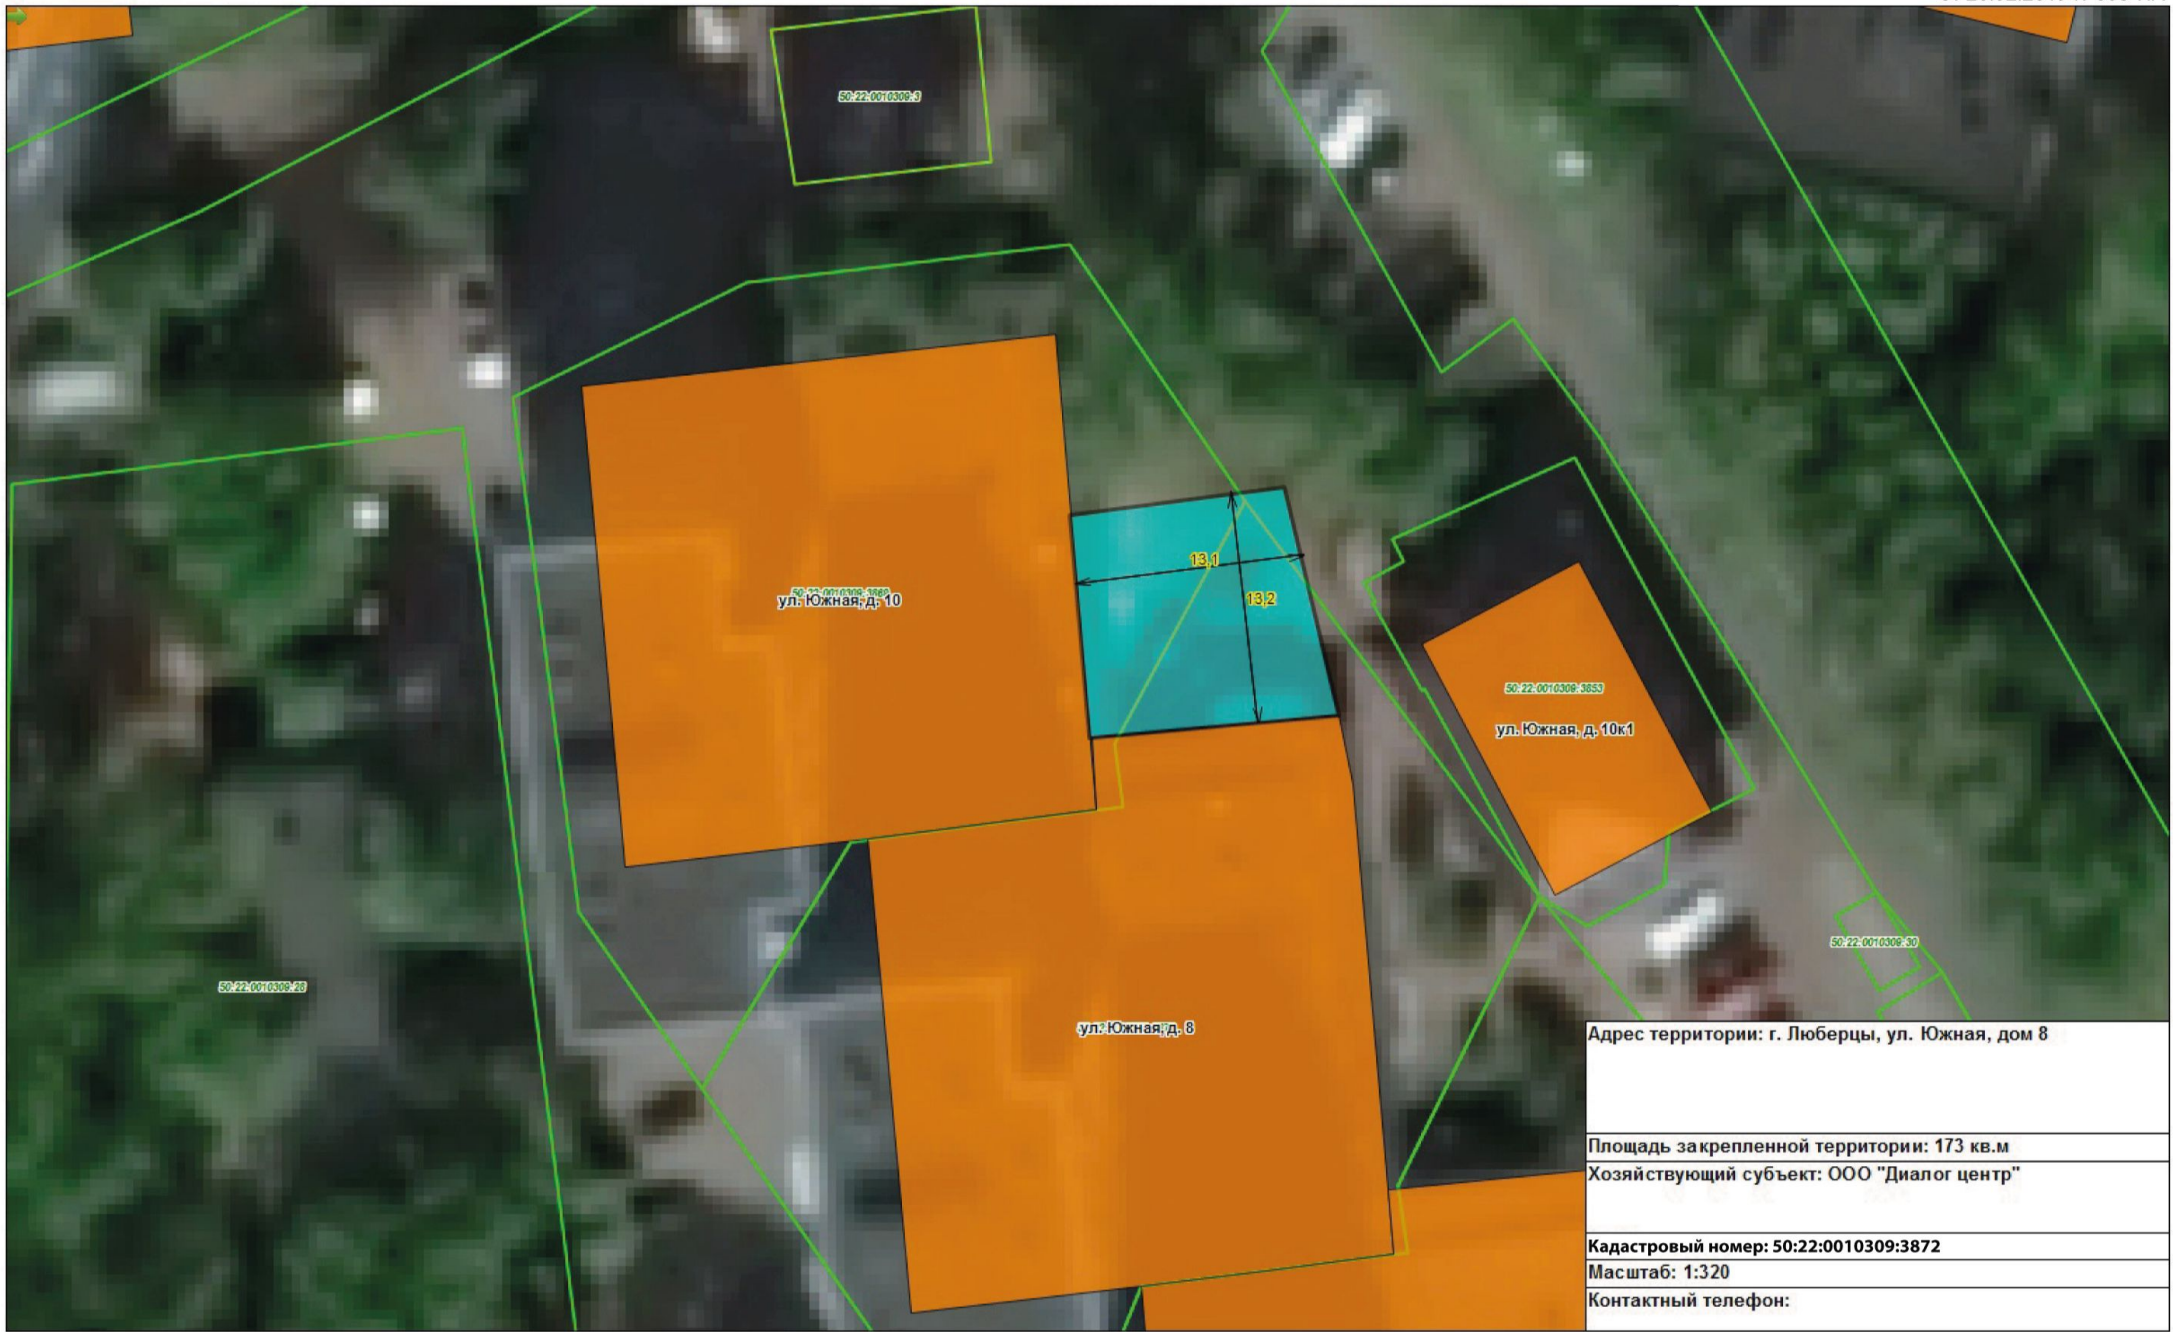 50:22:0010309:3
13,1
13,2
ул. Южная, д. 10
50:22:0010309:3853
ул. Южная, д. 10к1
50:22:0010309:30
50:22:0010309:28
ул. Южная, д. 8
Адрес территории: г. Люберцы, ул. Южная, дом 8
Площадь закрепленной территории: 173 кв.м
Хозяйствующий субъект: ООО "Диалог центр"
Кадастровый номер: 50:22:0010309:3872
Масштаб: 1:320
Контактный телефон: